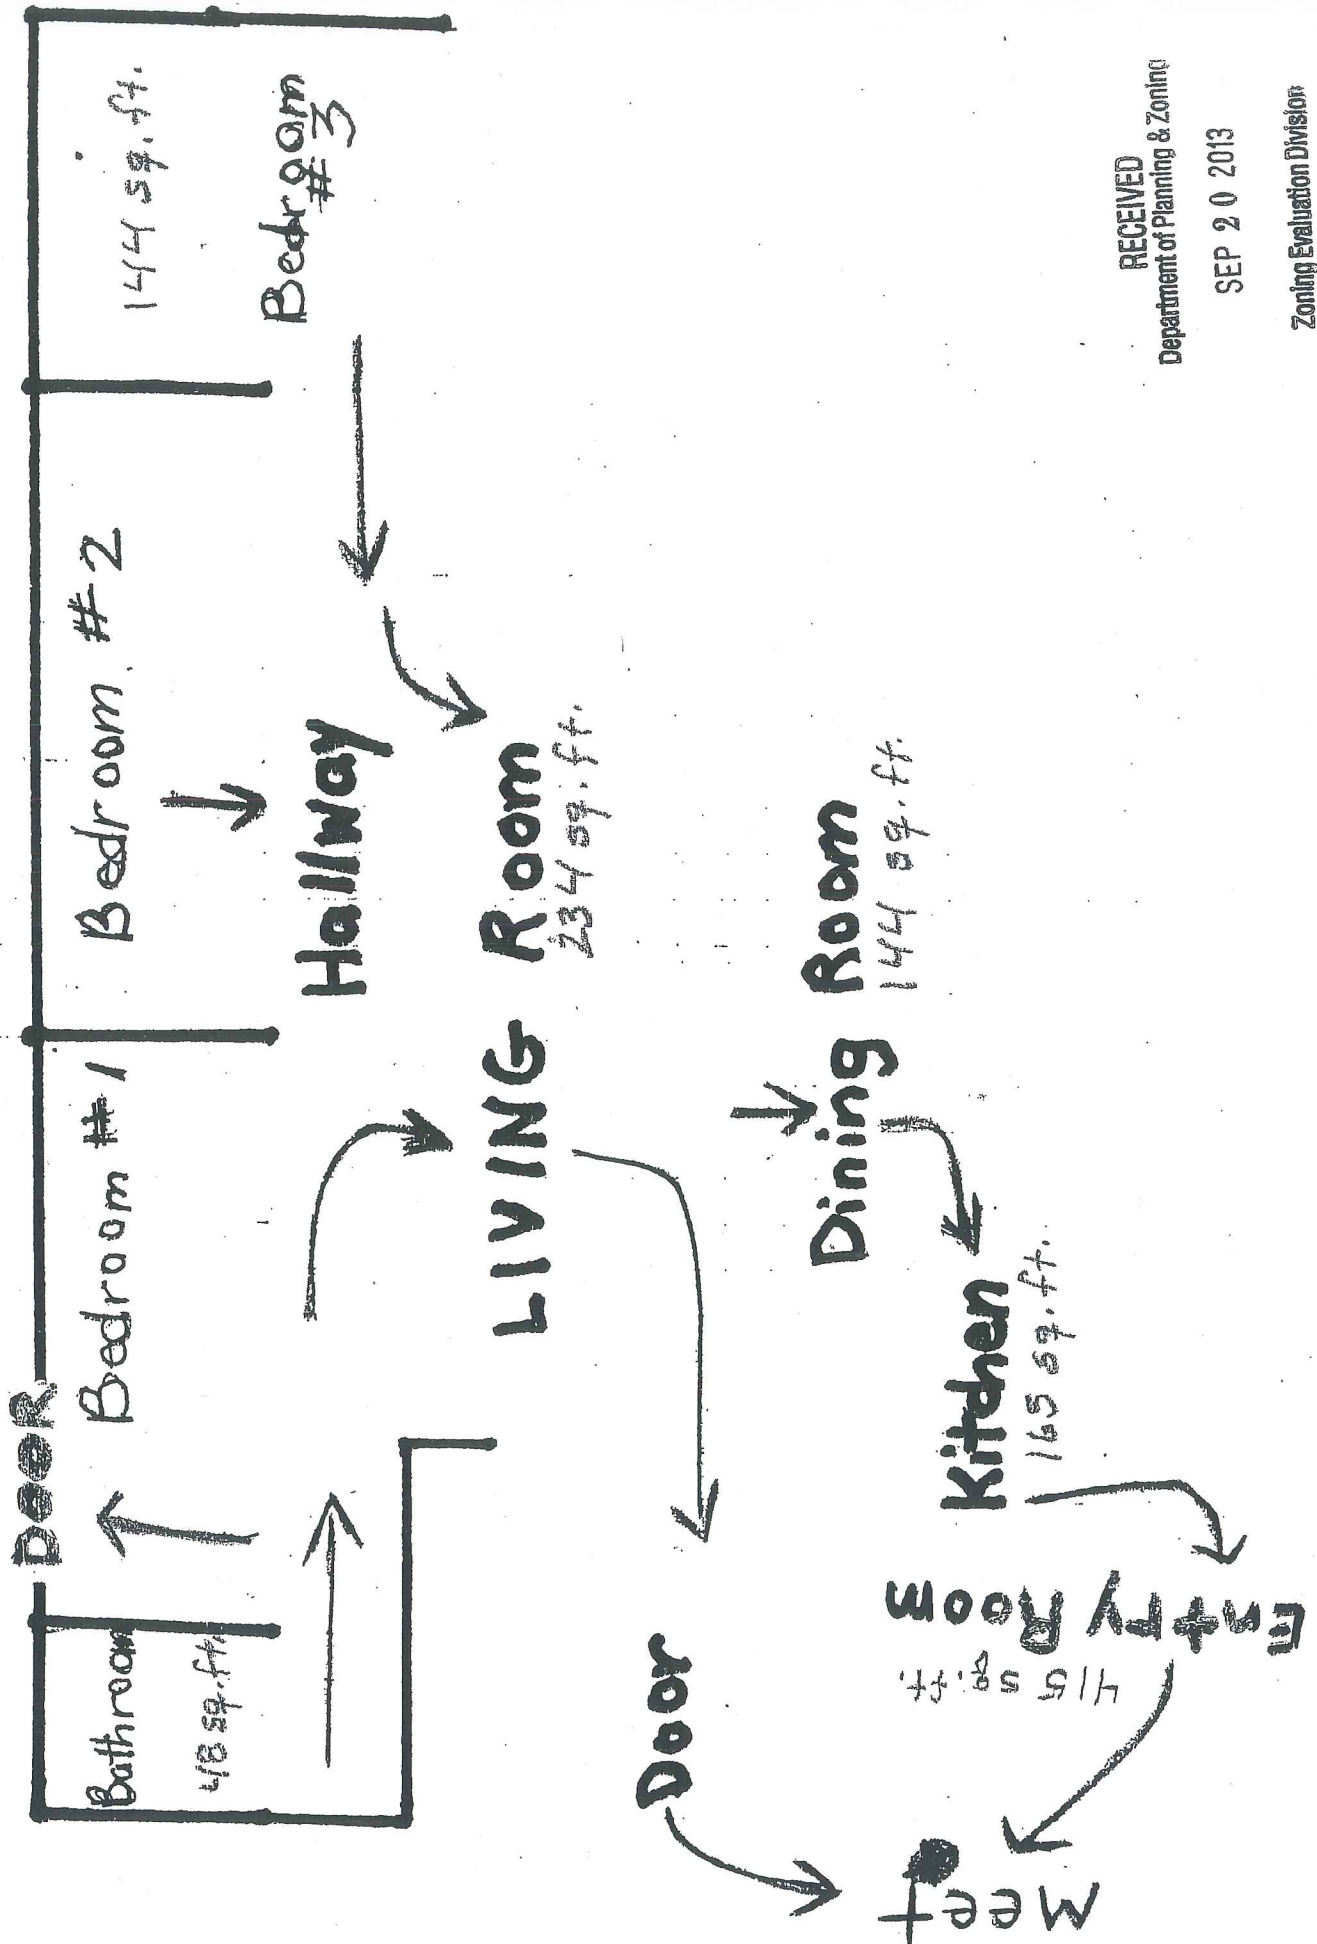 DOOR
Bathroom
48 sq.ft.
Bedroom #1
Bedroom #2
144 sq.ft.
Bedroom
#3
Hallway
LIVING Room
234 sq.ft.
Door
Dining Room
144 sq.ft.
Kitchen
165 sq.ft.
Entry Room
415 sq.ft.
Meet
RECEIVED
Department of Planning & Zoning
SEP 20 2013
Zoning Evaluation Division